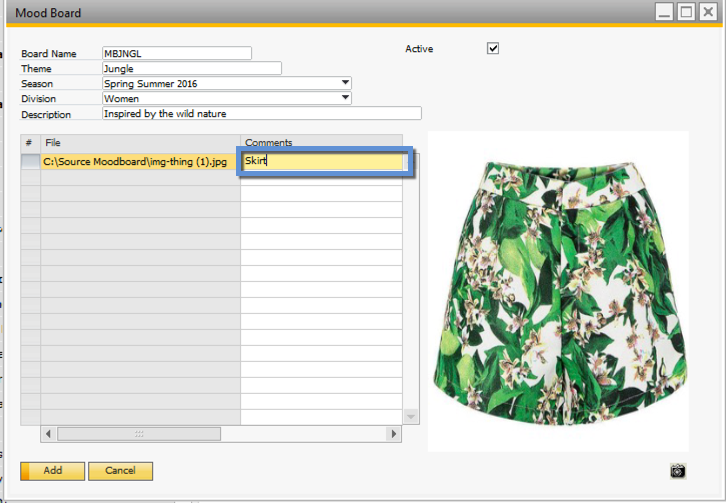 Mood Board
Board Name MBJNGL Active
Theme Jungle
Season Spring Summer 2016
Division Women
Description Inspired by the wild nature
# File Comments
C:\Source Moodboard\img-thing (1).jpg Skirt
Add Cancel